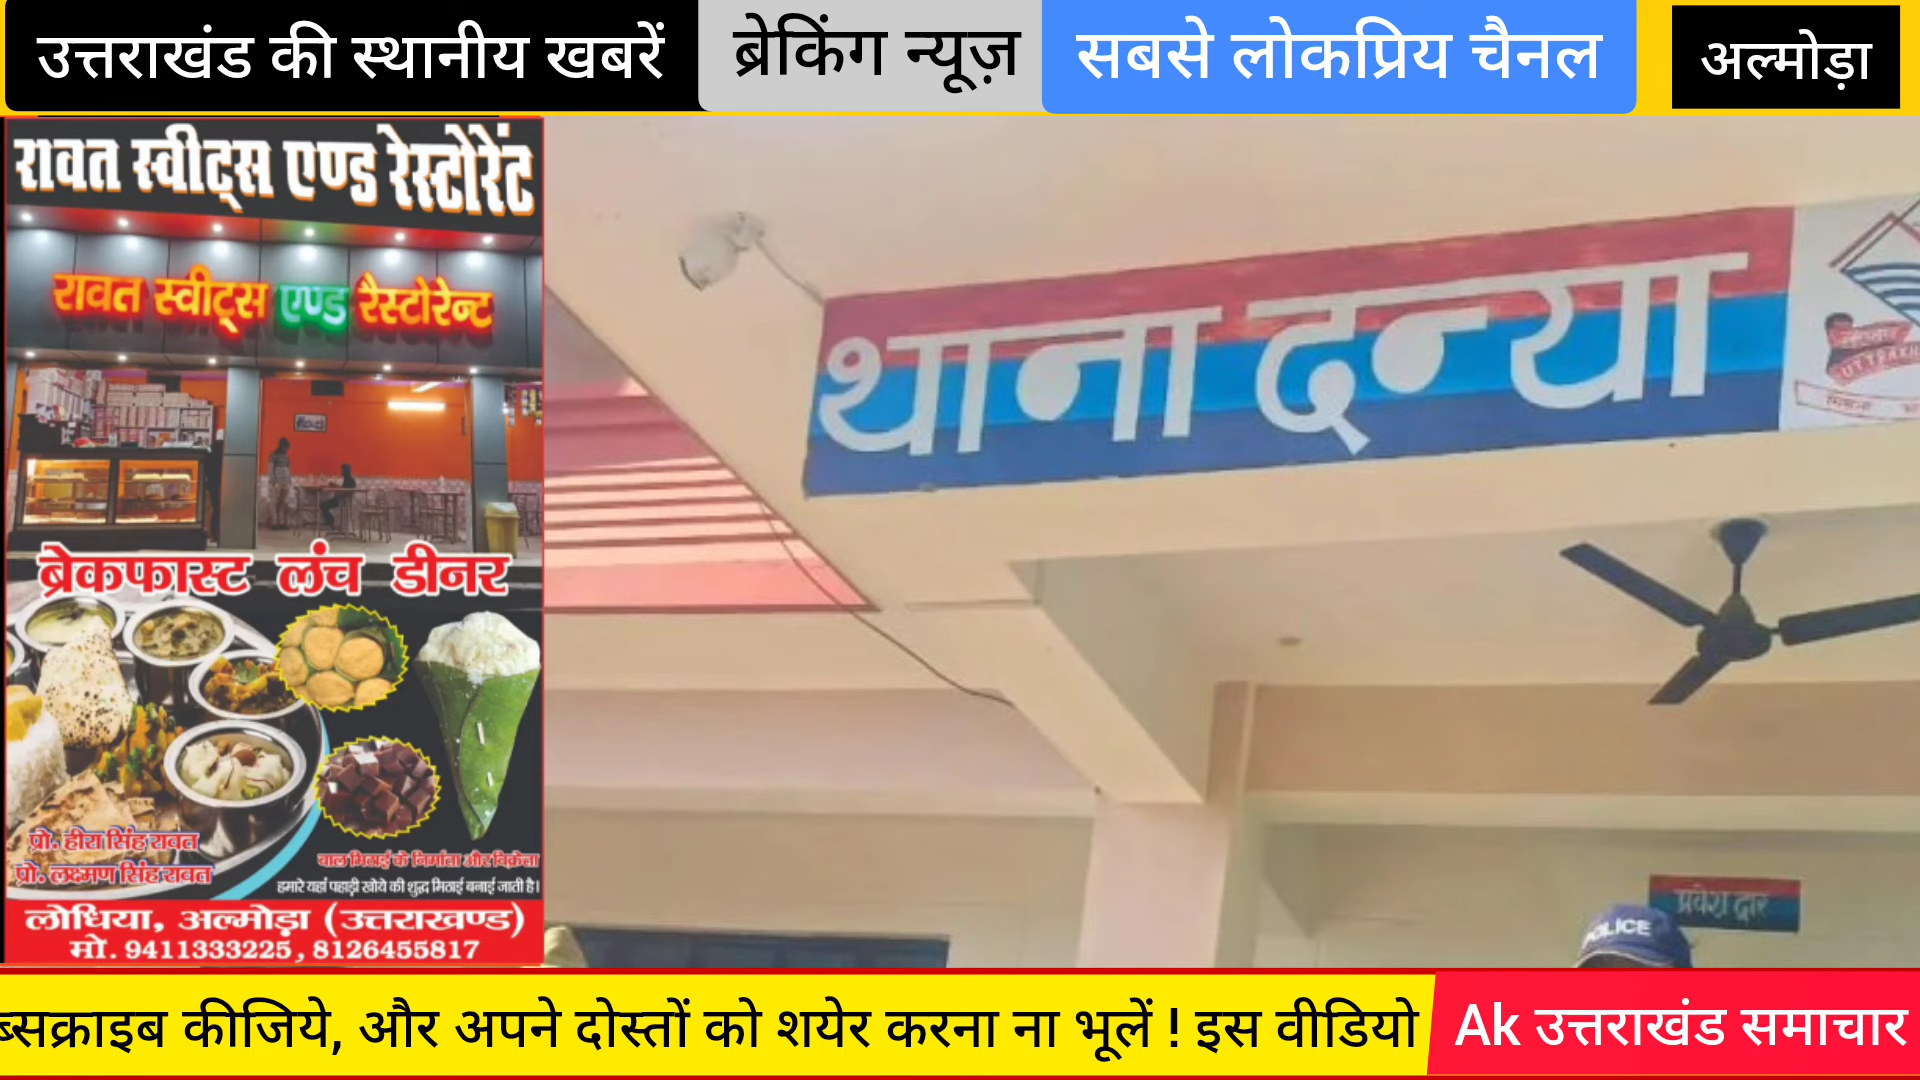 उत्तराखंड की स्थानीय खबरें
ब्रेकिंग न्यूज़
सबसे लोकप्रिय चैनल
अल्मोड़ा
रावत स्वीट्स एण्ड रेस्टोरेंट
रावत स्वीट्स एण्ड रैस्टोरेन्ट
ब्रेकफास्ट लंच डीनर
प्रो. हीरा सिंह रावत
प्रो. लक्ष्मण सिंह रावत
बाल मिठाई के निर्माता और विक्रेता
हमारे यहां पहाड़ी खोये की शुद्ध मिठाई बनाई जाती है।
लोधिया, अल्मोड़ा (उत्तराखण्ड)
मो. 9411333225, 8126455817
थाना दन्या
प्रवेश द्वार
POLICE
ब्सक्राइब कीजिये, और अपने दोस्तों को शयेर करना ना भूलें ! इस वीडियो
Ak उत्तराखंड समाचार